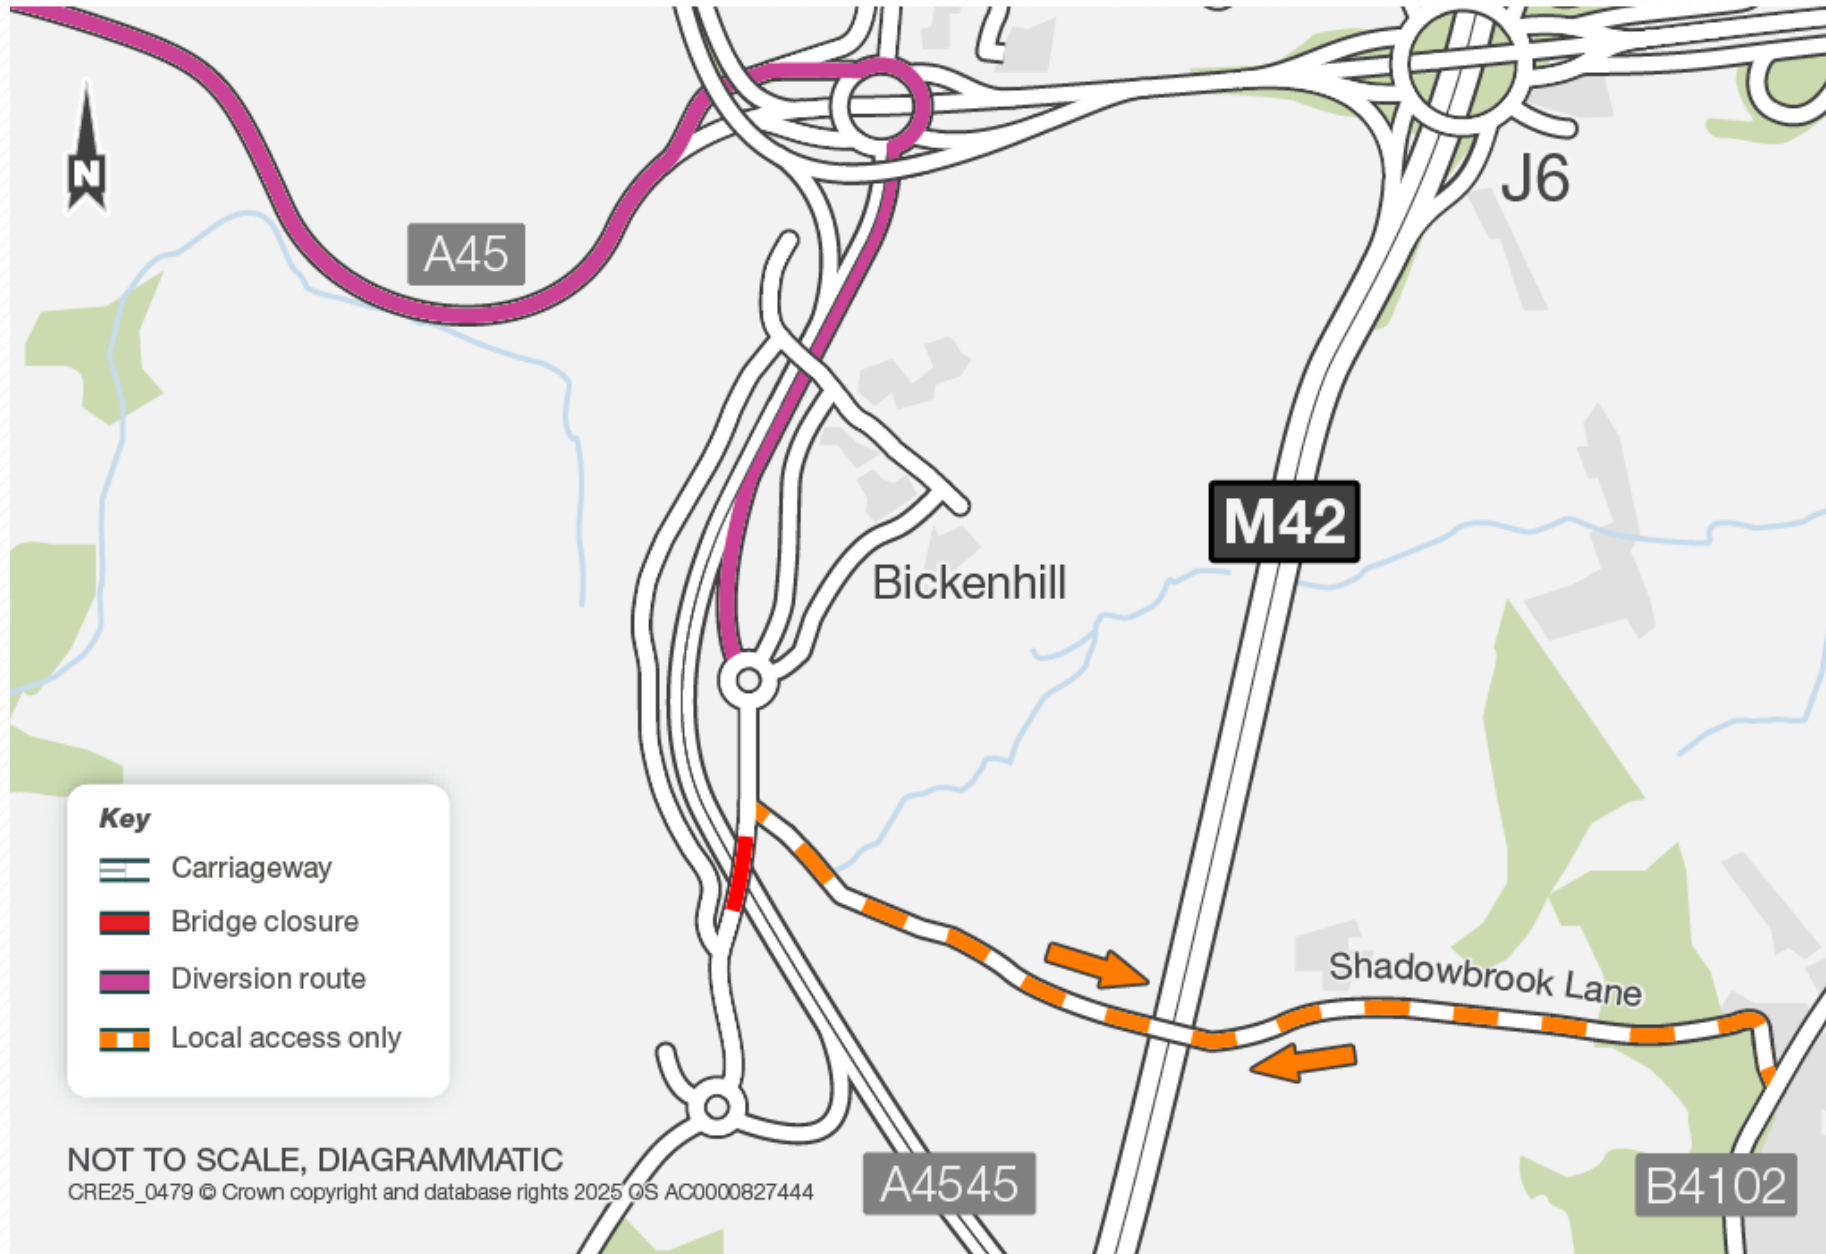 N
J6
A45
M42
Bickenhill
Key
Carriageway
Bridge closure
Diversion route
Local access only
Shadowbrook Lane
NOT TO SCALE, DIAGRAMMATIC
CRE25_0479 © Crown copyright and database rights 2025 OS AC0000827444
A4545
B4102